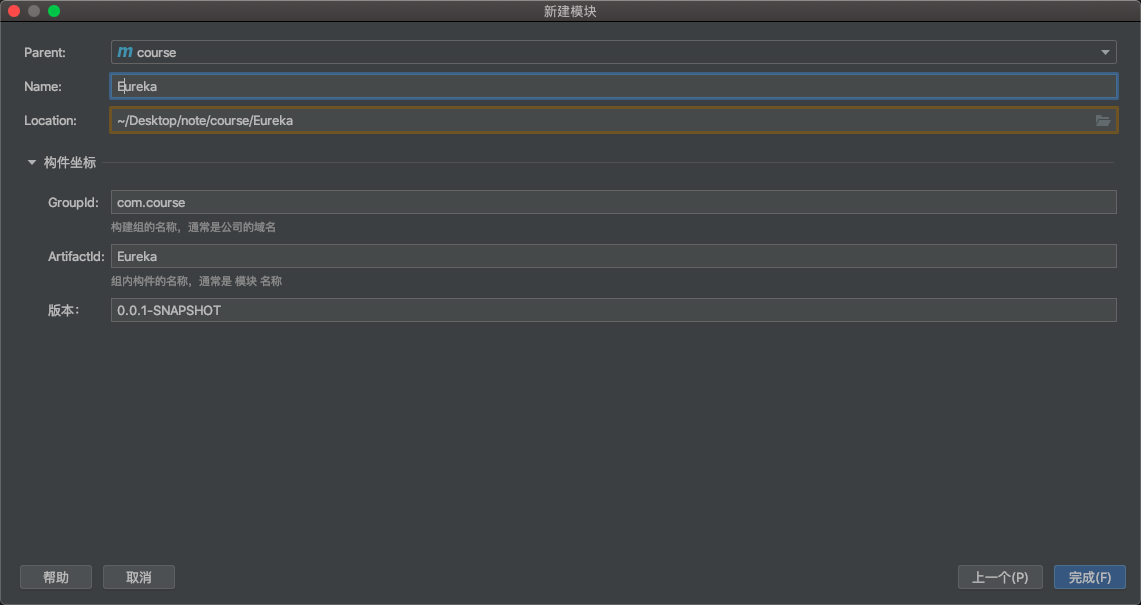 新建模块
Parent: m course
Name: Eureka
Location: ~/Desktop/note/course/Eureka
构件坐标
GroupId: com.course
构建组的名称，通常是公司的域名
ArtifactId: Eureka
组内构件的名称，通常是 模块 名称
版本: 0.0.1-SNAPSHOT
帮助 取消 上一个(P) 完成(F)